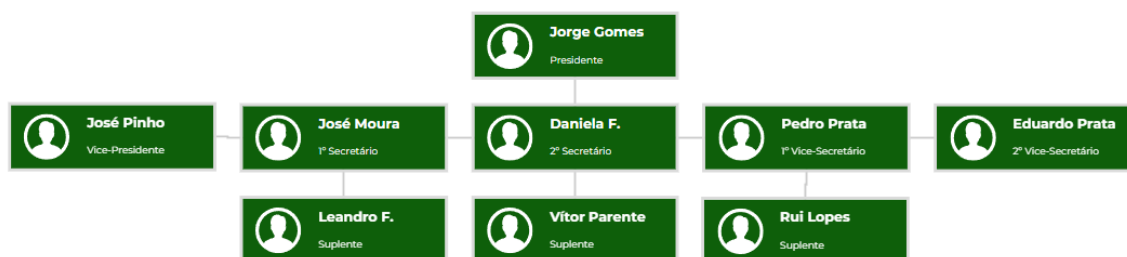 Jorge Gomes
Presidente
José Pinho
Vice-Presidente
José Moura
1º Secretário
Daniela F.
2º Secretário
Pedro Prata
1º Vice-Secretário
Eduardo Prata
2º Vice-Secretário
Leandro F.
Suplente
Vítor Parente
Suplente
Rui Lopes
Suplente